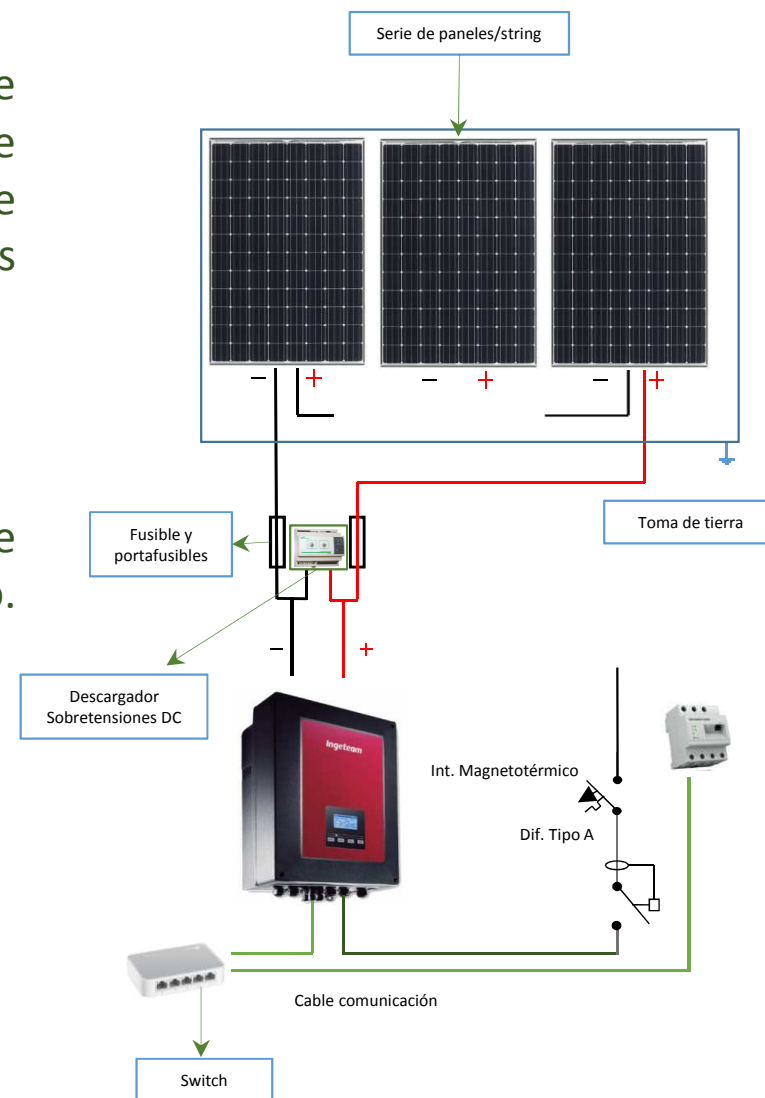 Serie de paneles/string
e
e
e
s
− + − + − +
Fusible y
portafusibles
Toma de tierra
e
o.
− +
Descargador
Sobretensiones DC
Ingeteam
Int. Magnetotérmico
Dif. Tipo A
Cable comunicación
Switch